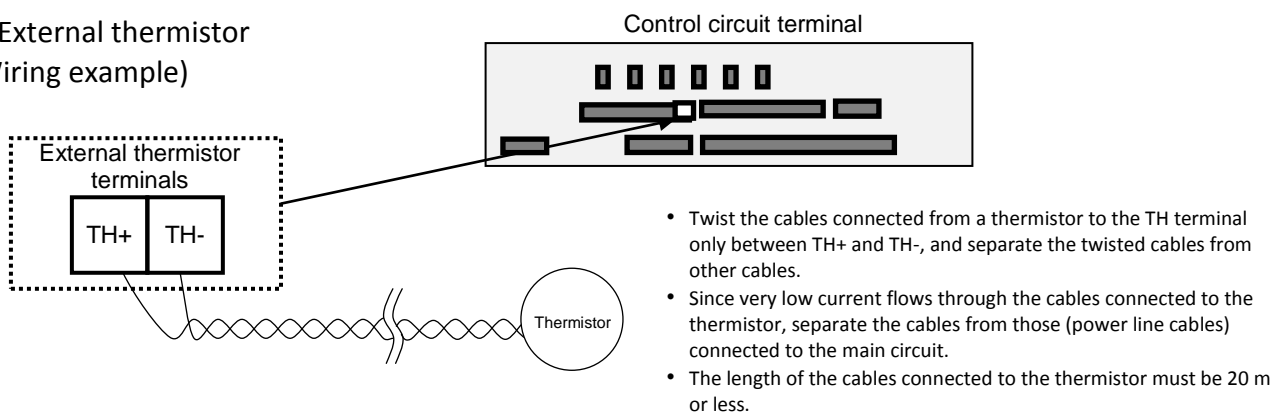 External thermistor
iring example)
Control circuit terminal
External thermistor
terminals
TH+ TH-
Thermistor
• Twist the cables connected from a thermistor to the TH terminal
only between TH+ and TH-, and separate the twisted cables from
other cables.
• Since very low current flows through the cables connected to the
thermistor, separate the cables from those (power line cables)
connected to the main circuit.
• The length of the cables connected to the thermistor must be 20 m
or less.